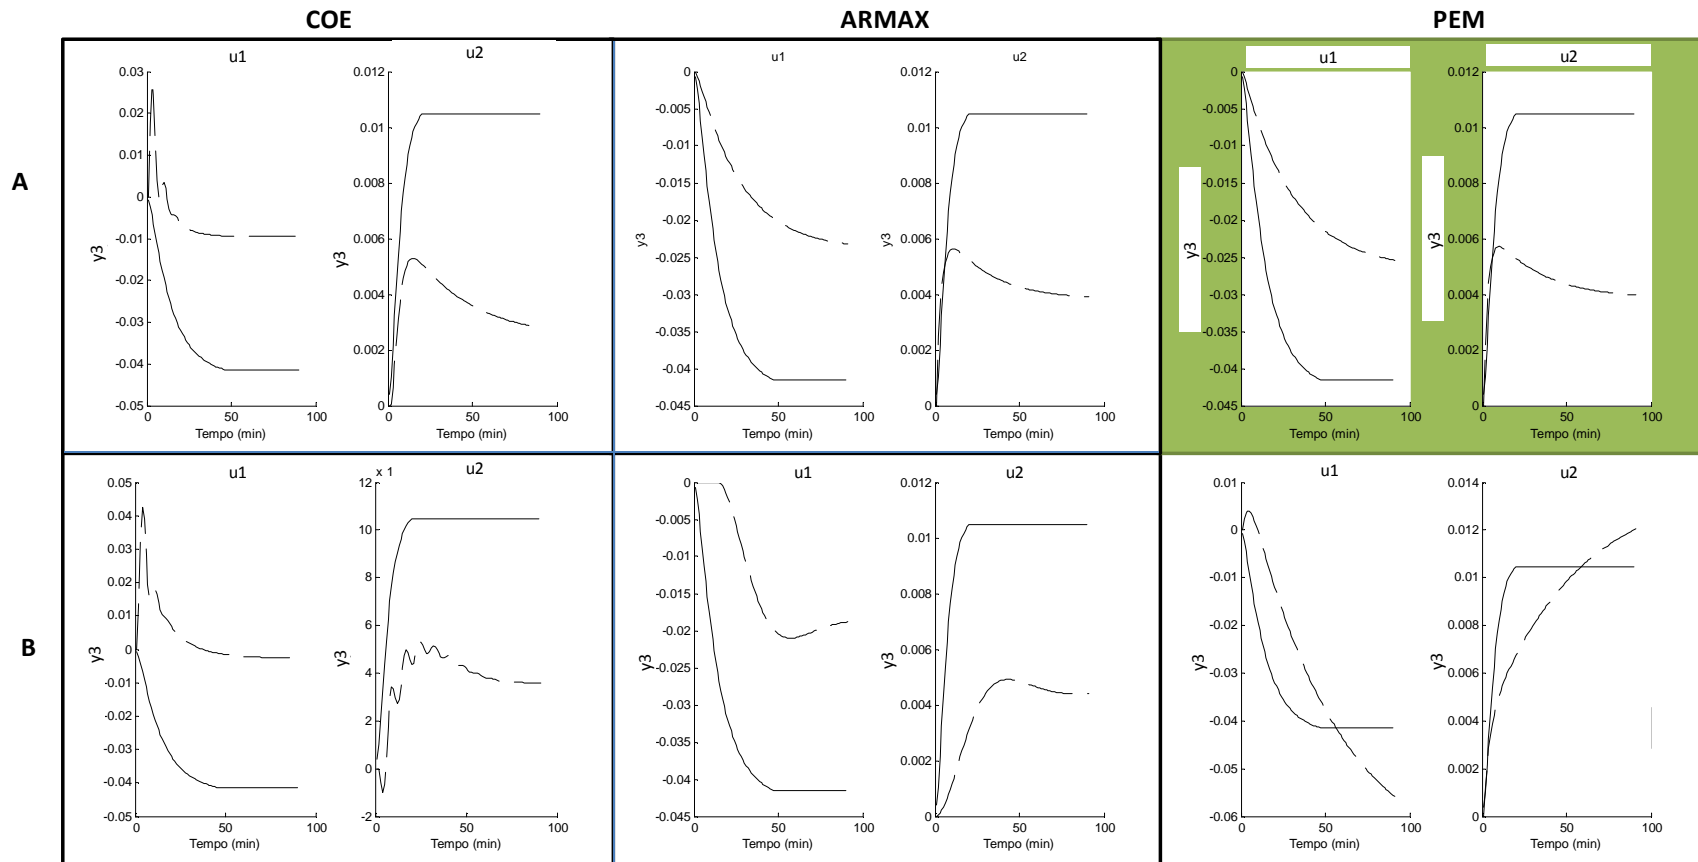 COE ARMAX PEM
A
u1
0.03
0.02
0.01
0
-0.01
-0.02
-0.03
-0.04
-0.05
y3
0 50 100
Tempo (min)
u2
0.012
0.01
0.008
0.006
0.004
0.002
0
y3
0 50 100
Tempo (min)
u1
0
-0.005
-0.01
-0.015
-0.02
-0.025
-0.03
-0.035
-0.04
-0.045
y3
0 50 100
Tempo (min)
u2
0.012
0.01
0.008
0.006
0.004
0.002
0
y3
0 50 100
Tempo (min)
u1
0
-0.005
-0.01
-0.015
-0.02
-0.025
-0.03
-0.035
-0.04
-0.045
y3
0 50 100
Tempo (min)
u2
0.012
0.01
0.008
0.006
0.004
0.002
0
y3
0 50 100
Tempo (min)
B
u1
0.05
0.04
0.03
0.02
0.01
0
-0.01
-0.02
-0.03
-0.04
-0.05
y3
0 50 100
Tempo (min)
x 1
u2
12
10
8
6
4
2
0
-2
y3
0 50 100
Tempo (min)
u1
0
-0.005
-0.01
-0.015
-0.02
-0.025
-0.03
-0.035
-0.04
-0.045
y3
0 50 100
Tempo (min)
u2
0.012
0.01
0.008
0.006
0.004
0.002
0
y3
0 50 100
Tempo (min)
u1
0.01
0
-0.01
-0.02
-0.03
-0.04
-0.05
-0.06
y3
0 50 100
Tempo (min)
u2
0.014
0.012
0.01
0.008
0.006
0.004
0.002
0
y3
0 50 100
Tempo (min)